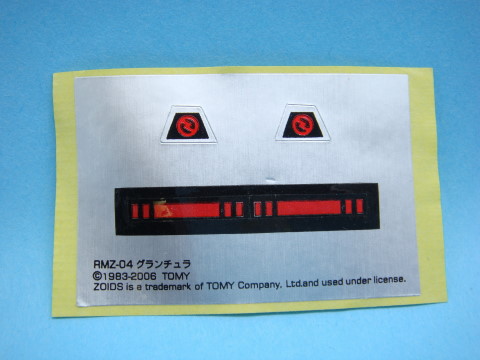 RMZ-04 グランチュラ
©1983-2006 TOMY
ZOIDS is a trademark of TOMY Company, Ltd.and used under license.